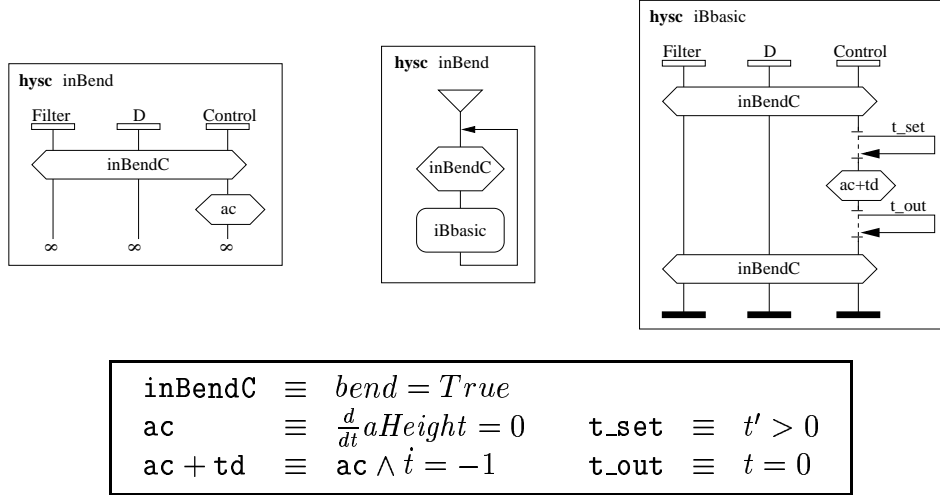 hysc inBend
Filter D Control
inBendC
ac
∞ ∞ ∞
hysc inBend
inBendC
iBbasic
hysc iBbasic
Filter D Control
inBendC
t_set
ac+td
t_out
inBendC
inBendC ≡ bend = True
ac ≡ d/dt aHeight = 0 t_set ≡ t′ > 0
ac + td ≡ ac ∧ ṫ = −1 t_out ≡ t = 0